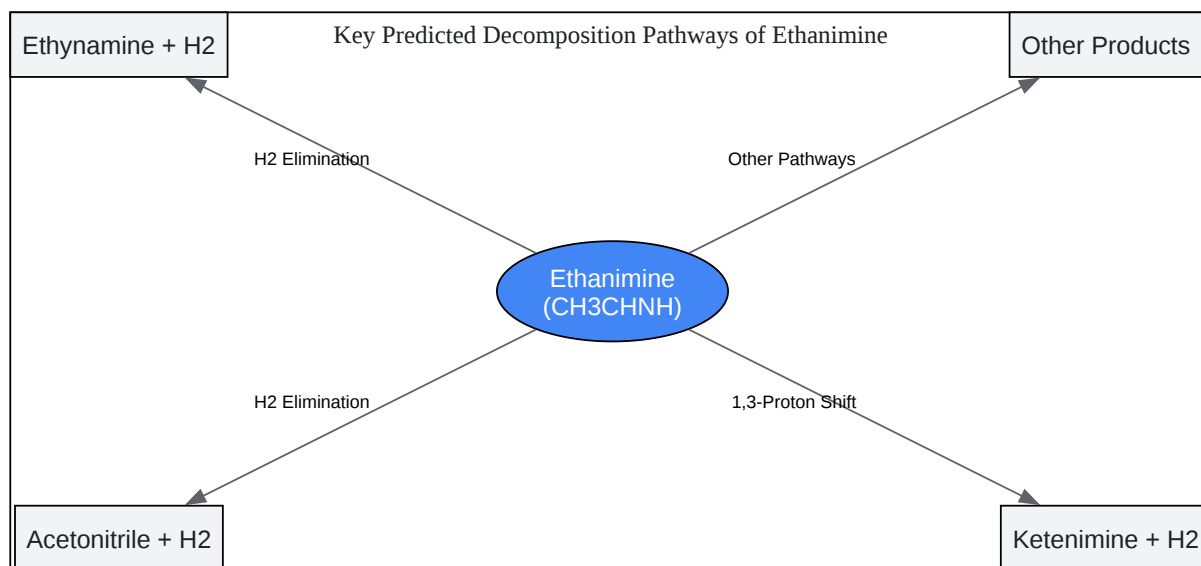 Key Predicted Decomposition Pathways of Ethanimine
Ethynamine + H2
Other Products
H2 Elimination
Other Pathways
Ethanimine
(CH3CHNH)
H2 Elimination
1,3-Proton Shift
Acetonitrile + H2
Ketenimine + H2